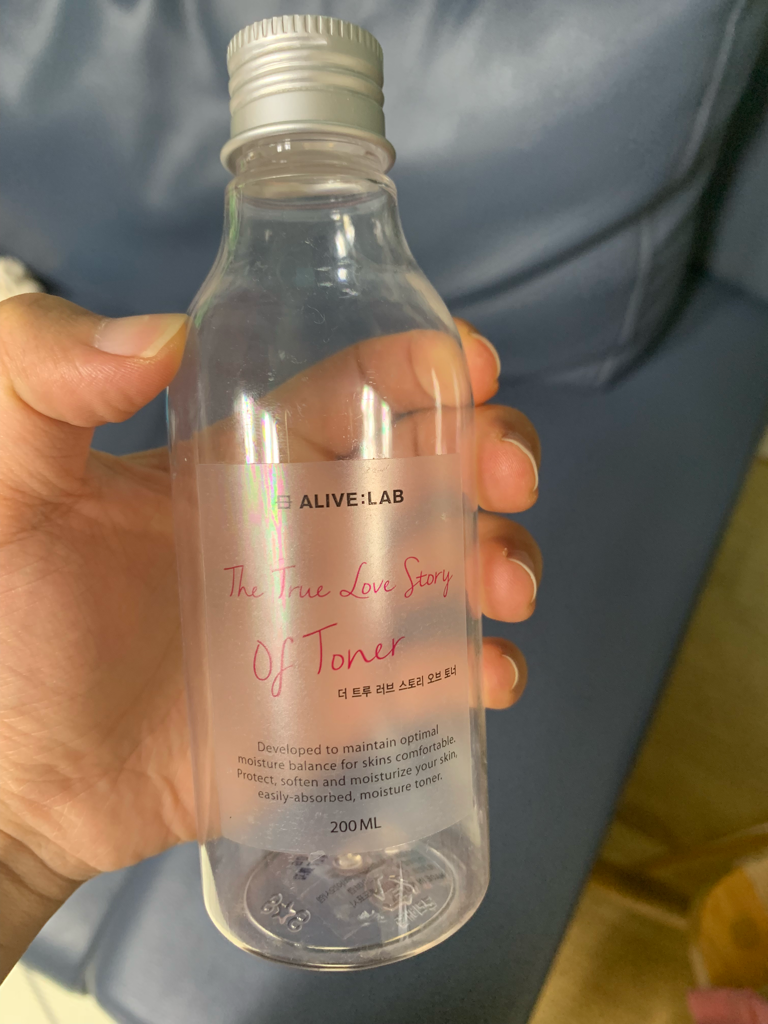 ALIVE:LAB
The True Love Story
Of Toner
더 트루 러브 스토리 오브 토너
Developed to maintain optimal
moisture balance for skins comfortable.
Protect, soften and moisturize your skin,
easily-absorbed, moisture toner.
200 ML